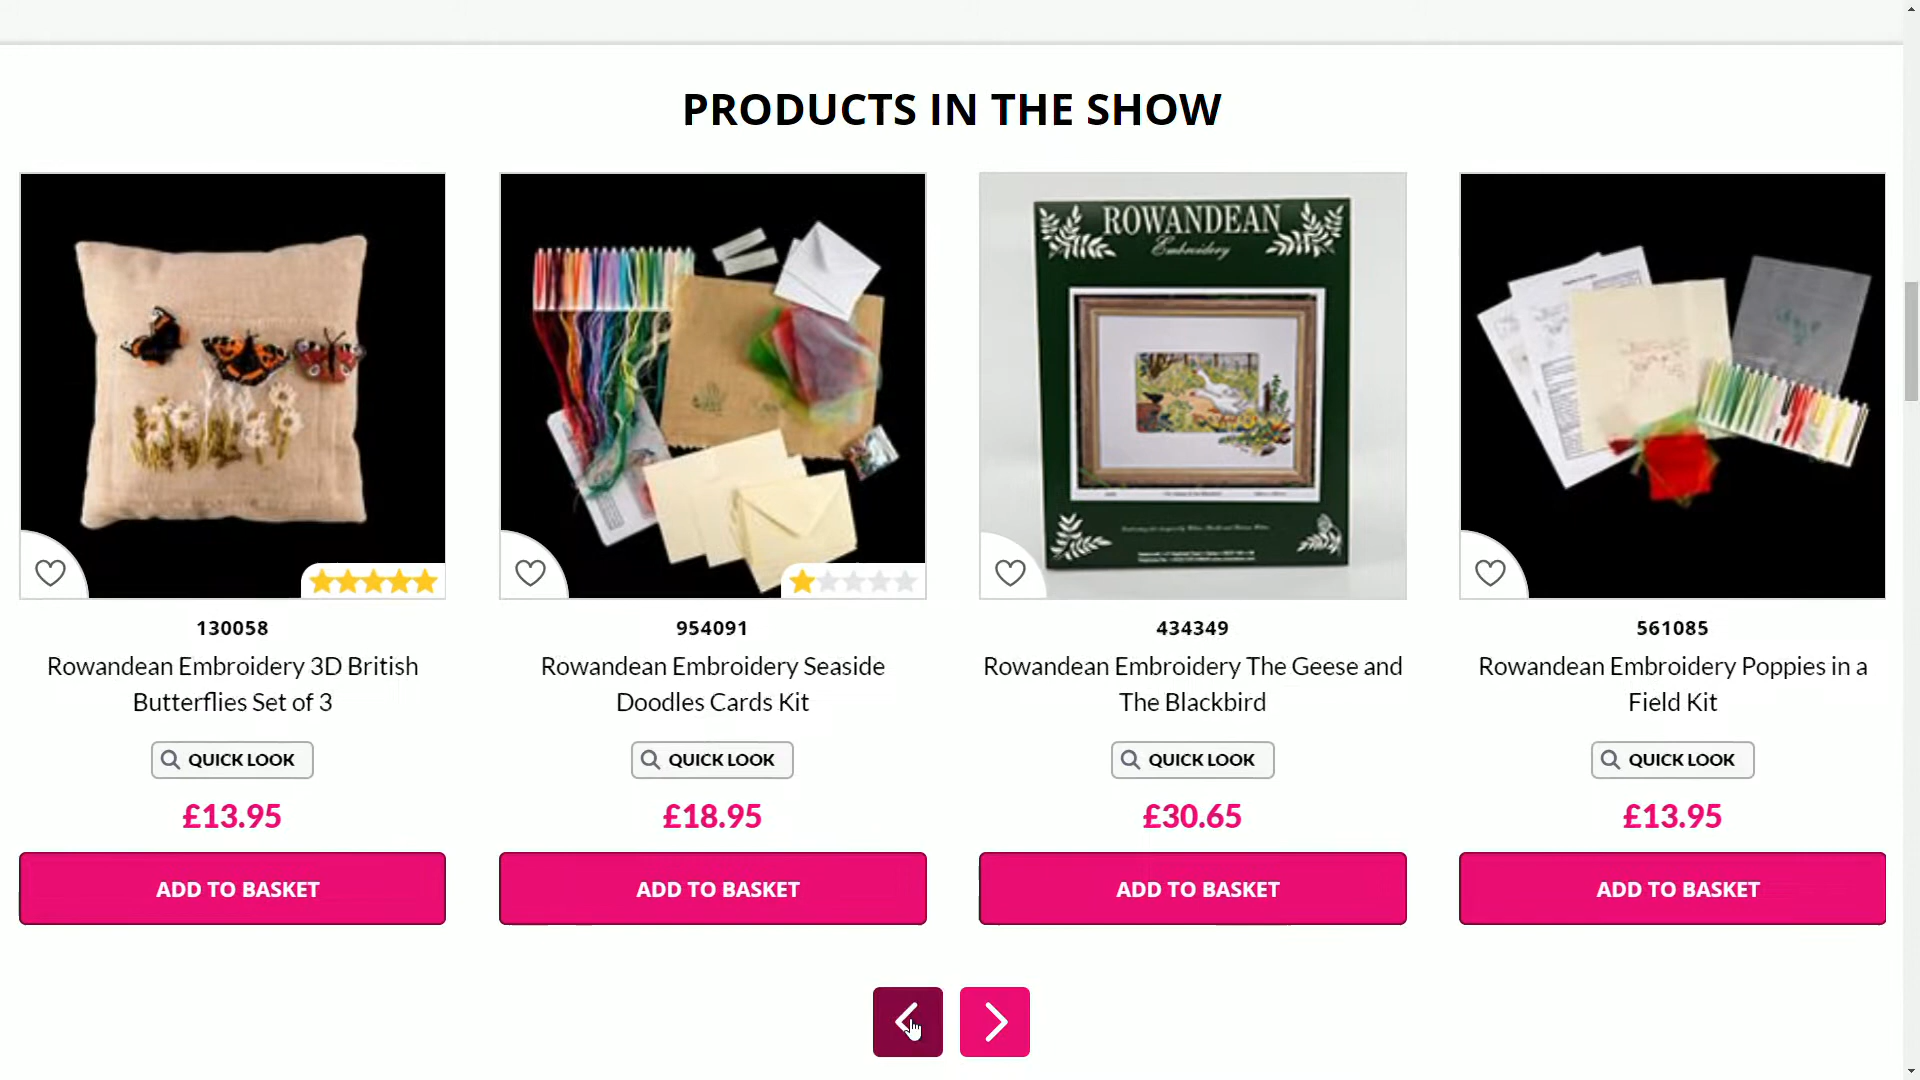 PRODUCTS IN THE SHOW
ROWANDEAN
Embroidery
130058
954091
434349
561085
Rowandean Embroidery 3D British
Butterflies Set of 3
Rowandean Embroidery Seaside
Doodles Cards Kit
Rowandean Embroidery The Geese and
The Blackbird
Rowandean Embroidery Poppies in a
Field Kit
QUICK LOOK
QUICK LOOK
QUICK LOOK
QUICK LOOK
£13.95
£18.95
£30.65
£13.95
ADD TO BASKET
ADD TO BASKET
ADD TO BASKET
ADD TO BASKET